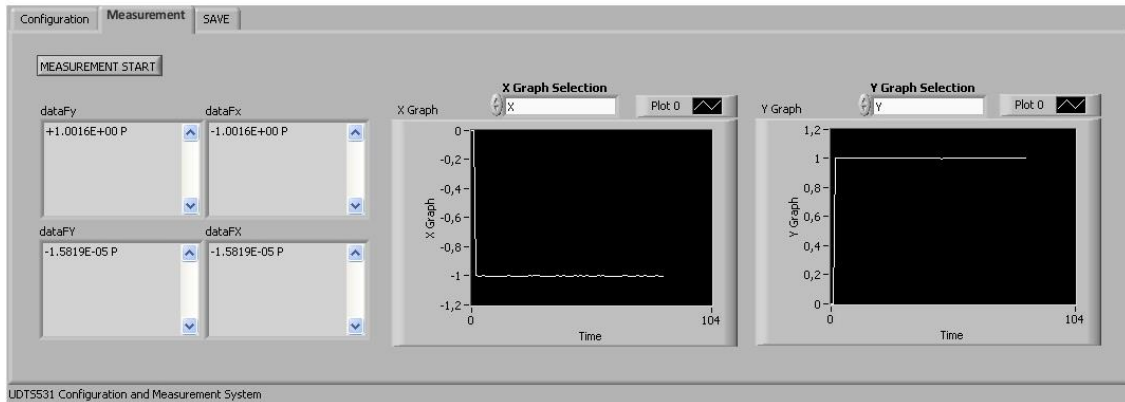 Configuration
Measurement
SAVE
MEASUREMENT START
dataFy
+1.0016E+00 P
dataFx
-1.0016E+00 P
dataFY
-1.5819E-05 P
dataFX
-1.5819E-05 P
X Graph
X Graph Selection
X
Plot 0
0
-0,2
-0,4
-0,6
-0,8
-1
-1,2
X Graph
0
104
Time
Y Graph
Y Graph Selection
Y
Plot 0
1,2
1
0,8
0,6
0,4
0,2
0
Y Graph
0
104
Time
UDTS531 Configuration and Measurement System